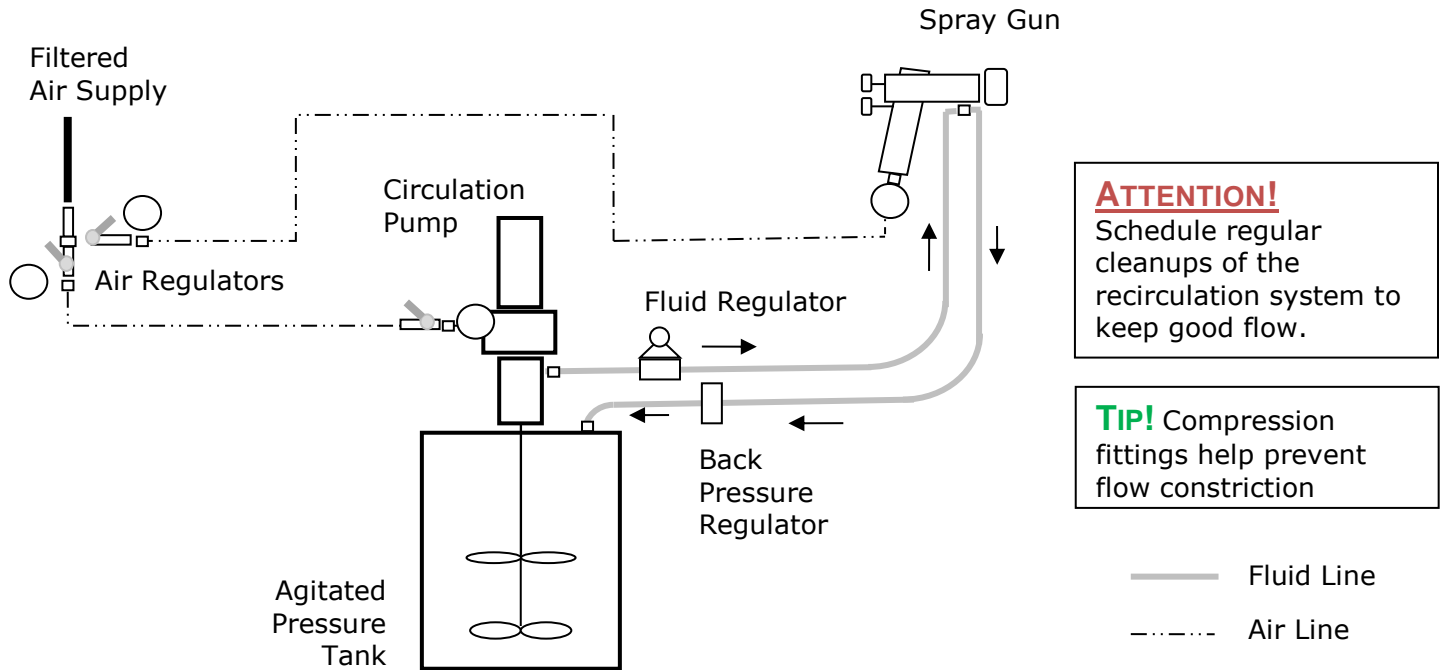 Spray Gun
Filtered
Air Supply
Circulation
Pump
Air Regulators
Fluid Regulator
Back
Pressure
Regulator
Agitated
Pressure
Tank
ATTENTION!
Schedule regular
cleanups of the
recirculation system to
keep good flow.
TIP! Compression
fittings help prevent
flow constriction
Fluid Line
Air Line